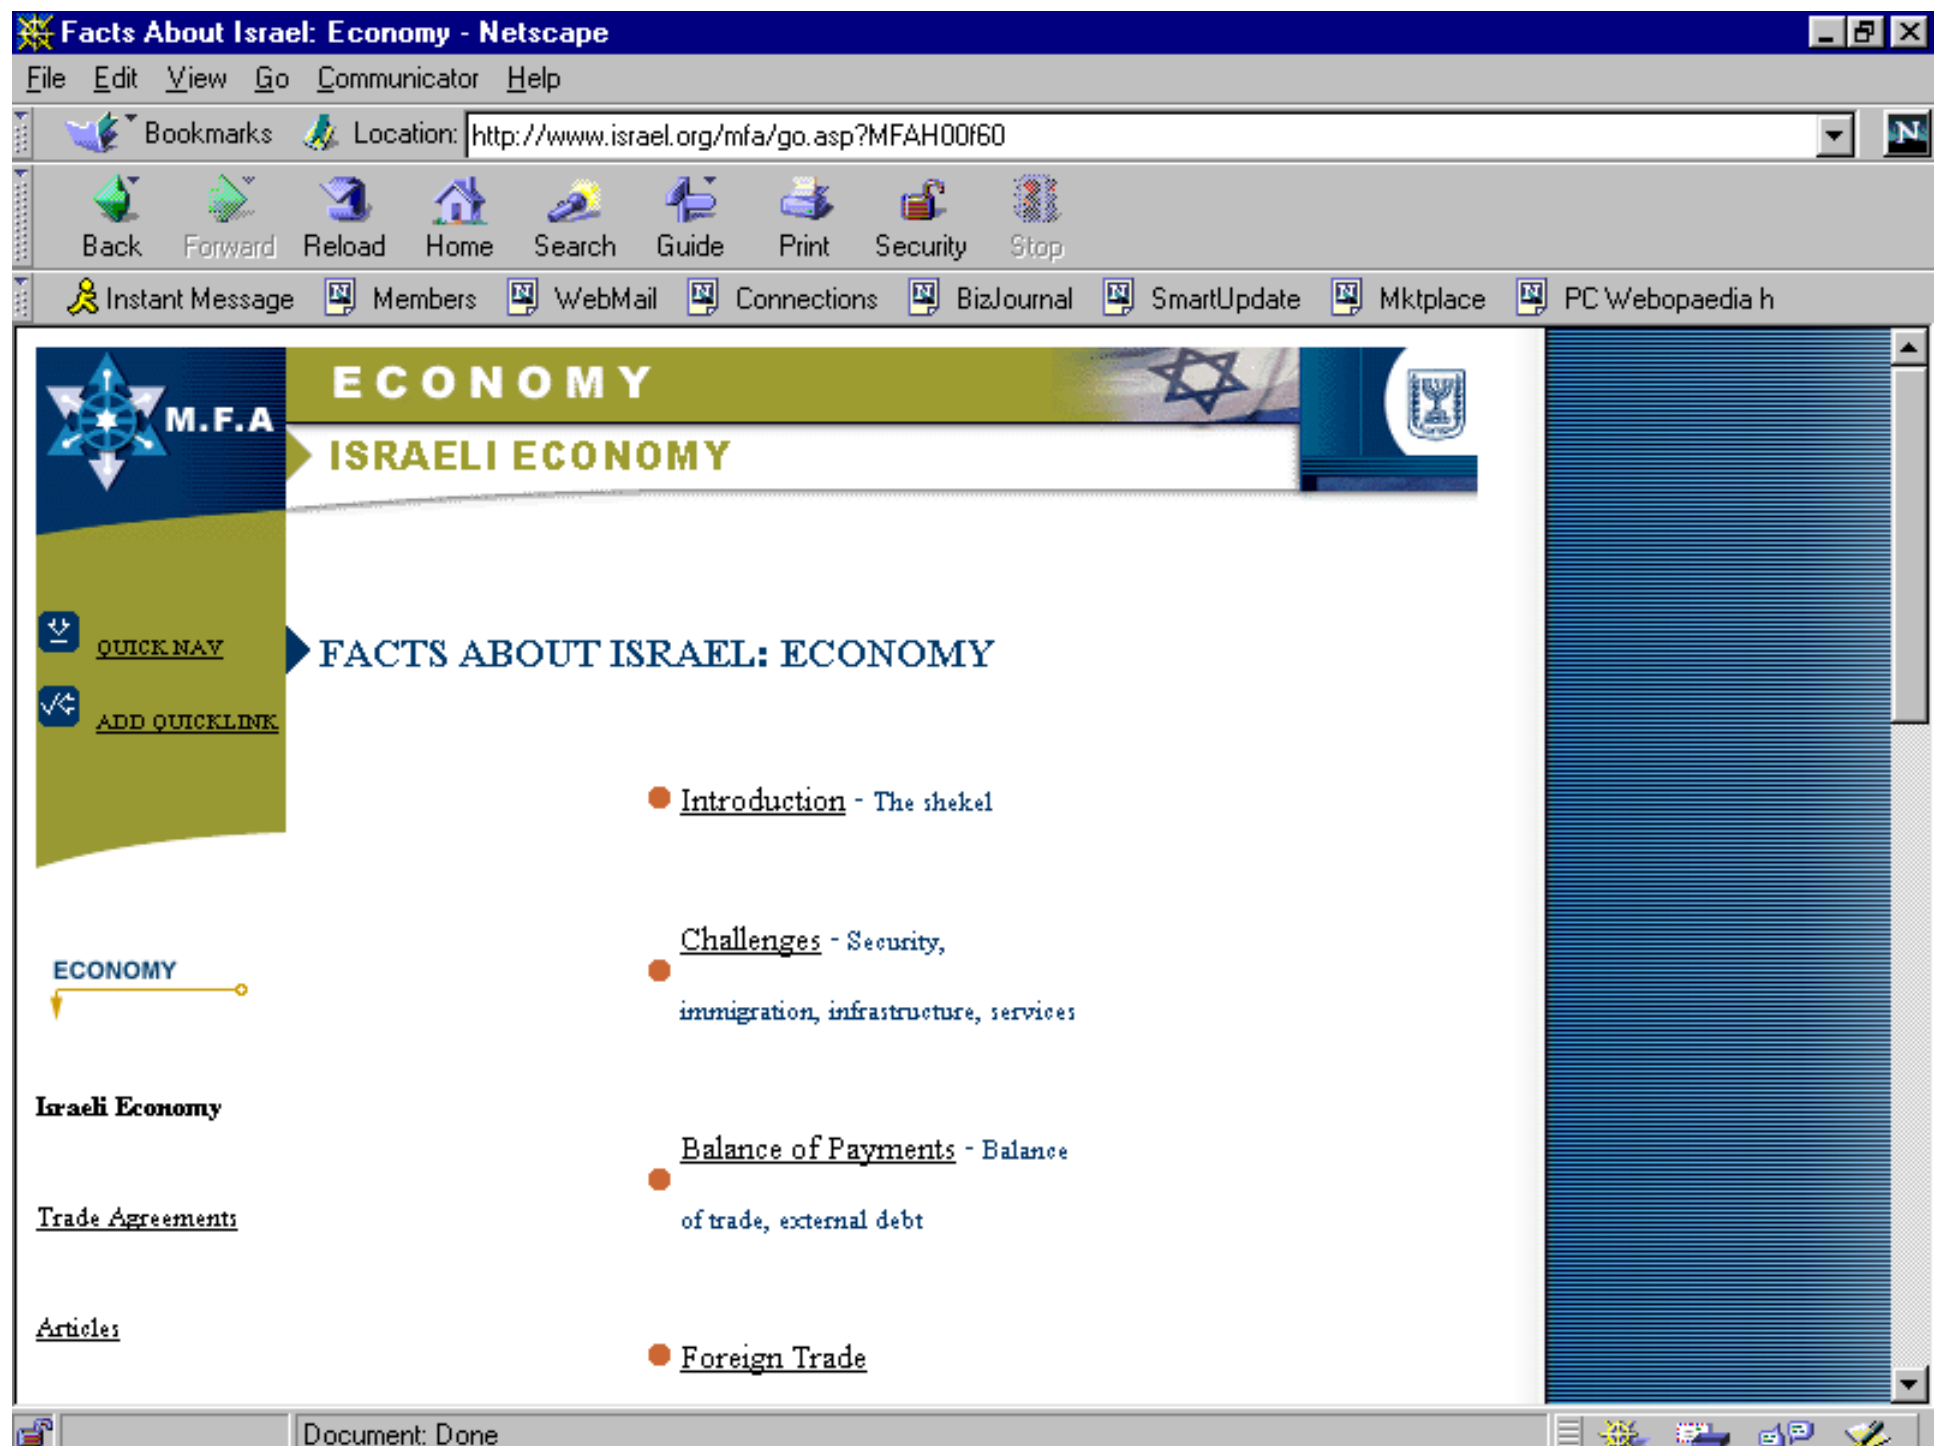 Facts About Israel: Economy - Netscape
File Edit View Go Communicator Help
Bookmarks Location: http://www.israel.org/mfa/go.asp?MFAH00f60
N
Back Forward Reload Home Search Guide Print Security Stop
Instant Message Members WebMail Connections BizJournal SmartUpdate Mktplace PC Webopaedia h
M.F.A
ECONOMY
ISRAELI ECONOMY
QUICK NAV
ADD QUICKLINK
FACTS ABOUT ISRAEL: ECONOMY
Introduction - The shekel
Challenges - Security,
immigration, infrastructure, services
Balance of Payments - Balance
of trade, external debt
Foreign Trade
ECONOMY
Israeli Economy
Trade Agreements
Articles
Document: Done